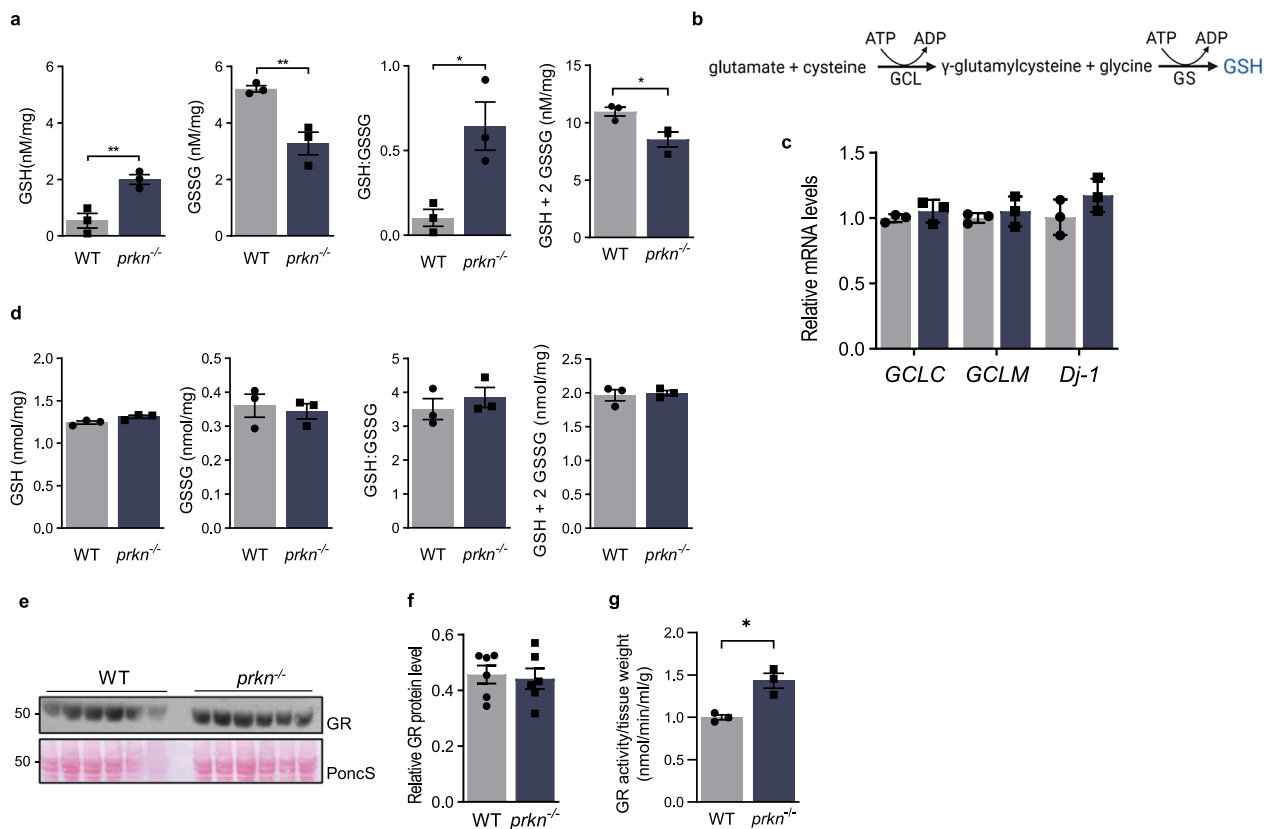 a
GSH(nM/mg)
6
4
2
0
**
WT
prkn-/-
GSSG (nM/mg)
6
4
2
0
**
WT
prkn-/-
GSH:GSSG
1.0
0.5
0.0
*
WT
prkn-/-
GSH + 2 GSSG (nM/mg)
15
10
5
0
*
WT
prkn-/-
b
ATP ADP ATP ADP
glutamate + cysteine γ-glutamylcysteine + glycine GSH
GCL GS
c
Relative mRNA levels
1.5
1.0
0.5
0.0
GCLC GCLM Dj-1
d
GSH (nmol/mg)
2.0
1.5
1.0
0.5
0.0
WT
prkn-/-
GSSG (nmol/mg)
0.5
0.4
0.3
0.2
0.1
0.0
WT
prkn-/-
GSH:GSSG
5
4
3
2
1
0
WT
prkn-/-
GSH + 2 GSSG (nmol/mg)
2.5
2.0
1.5
1.0
0.5
0.0
WT
prkn-/-
e
WT prkn-/-
50 GR
50 PoncS
f
Relative GR protein level
0.6
0.4
0.2
0.0
WT prkn-/-
g
GR activity/tissue weight
(nmol/min/ml/g)
2.0
1.5
1.0
0.5
0.0
*
WT prkn-/-